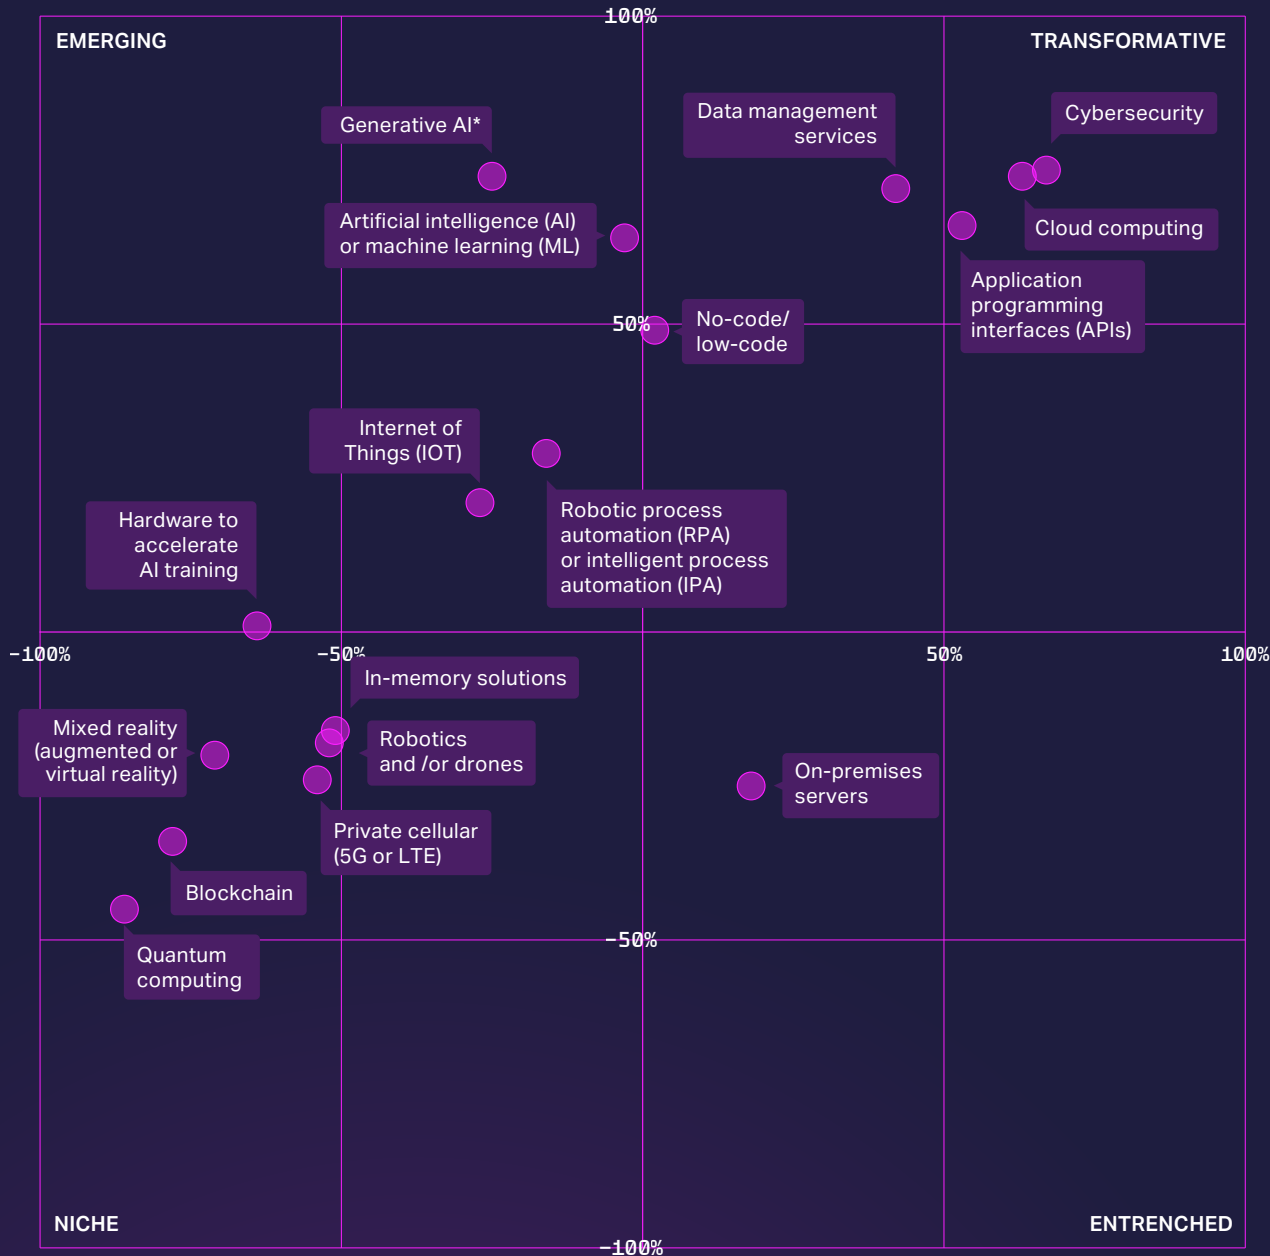 100%
EMERGING
TRANSFORMATIVE
Generative AI*
Data management
services
Cybersecurity
Artificial intelligence (AI)
or machine learning (ML)
Cloud computing
Application
programming
interfaces (APIs)
50%
No-code/
low-code
Internet of
Things (IOT)
Robotic process
automation (RPA)
or intelligent process
automation (IPA)
Hardware to
accelerate
AI training
-100%
-50%
50%
100%
In-memory solutions
Mixed reality
(augmented or
virtual reality)
Robotics
and /or drones
On-premises
servers
Private cellular
(5G or LTE)
Blockchain
-50%
Quantum
computing
NICHE
ENTRENCHED
-100%